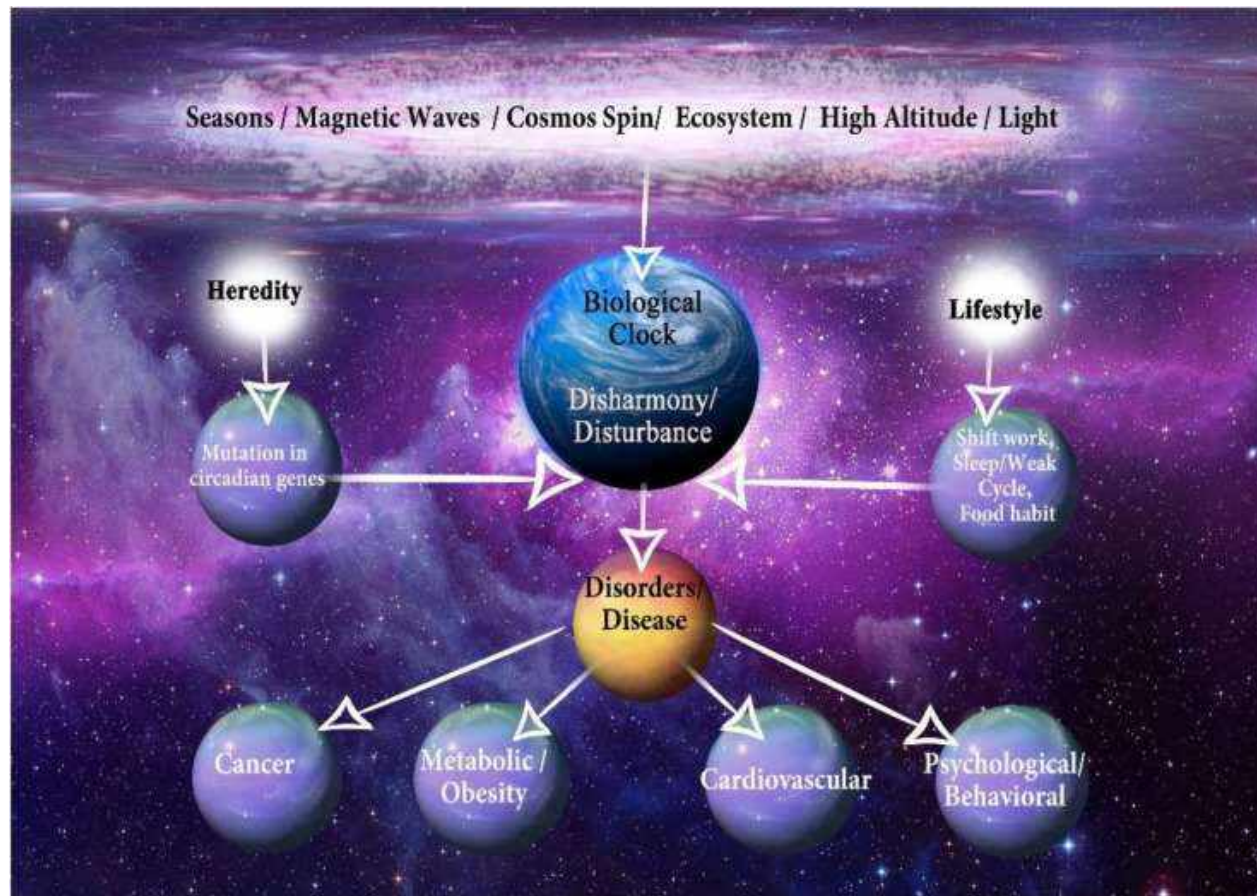 Seasons / Magnetic Waves / Cosmos Spin/ Ecosystem / High Altitude / Light
Heredity
Biological
Clock
Disharmony/
Disturbance
Lifestyle
Mutation in
circadian genes
Shift work,
Sleep/Weak
Cycle,
Food habit
Disorders/
Disease
Cancer
Metabolic /
Obesity
Cardiovascular
Psychological/
Behavioral